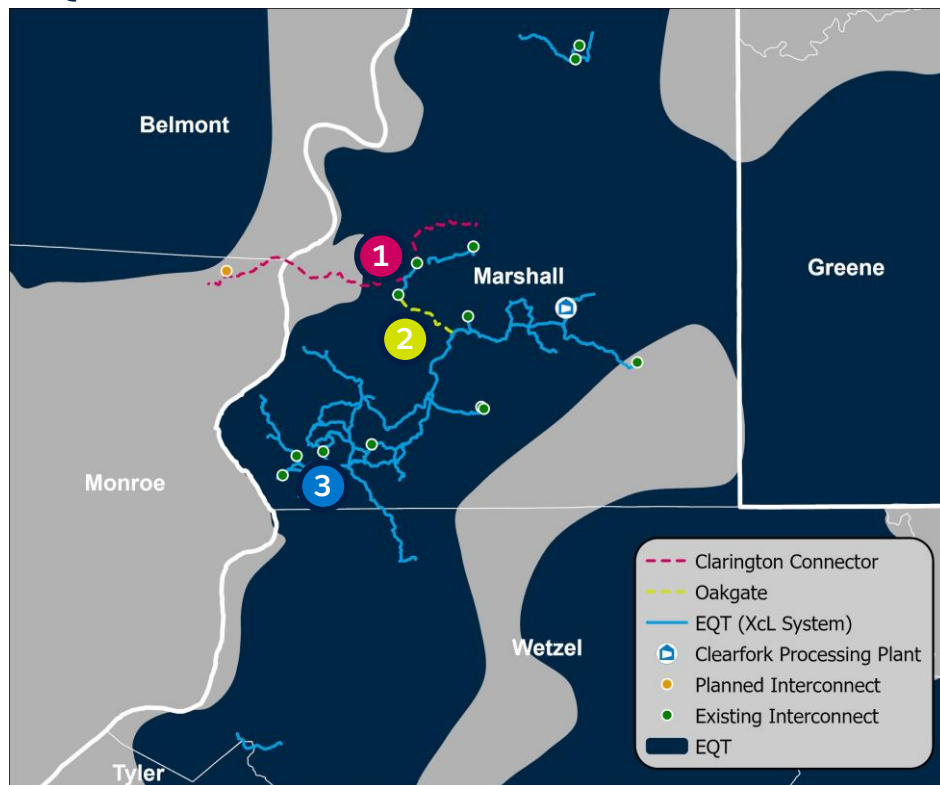 Belmont
1
Marshall
Greene
2
Monroe
3
Wetzel
Tyler
Clarington Connector
Oakgate
EQT (XcL System)
Clearfork Processing Plant
Planned Interconnect
Existing Interconnect
EQT